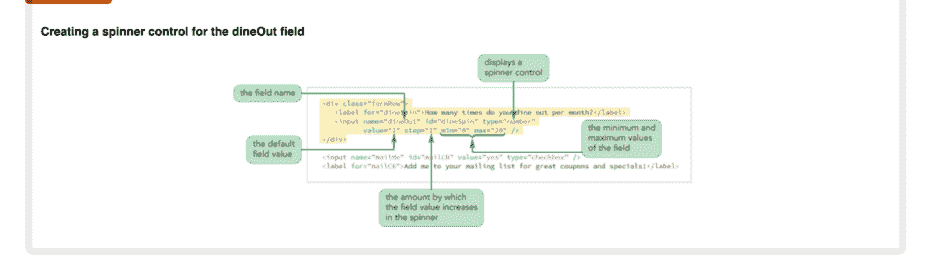 Creating a spinner control for the dineOut field
displays a
spinner control
the field name
<div class="formRow">
<label for="dineSpin">How many times do you dine out per month?</label>
<input name="dineOut" id="dineSpin" type="number"
value="1" step="1" min="0" max="20" />
</div>
the default
field value
the minimum and
maximum values
of the field
<input name="mailMe" id="mailCB" value="yes" type="checkbox" />
<label for="mailCB">Add me to your mailing list for great coupons and specials!</label>
the amount by which
the field value increases
in the spinner